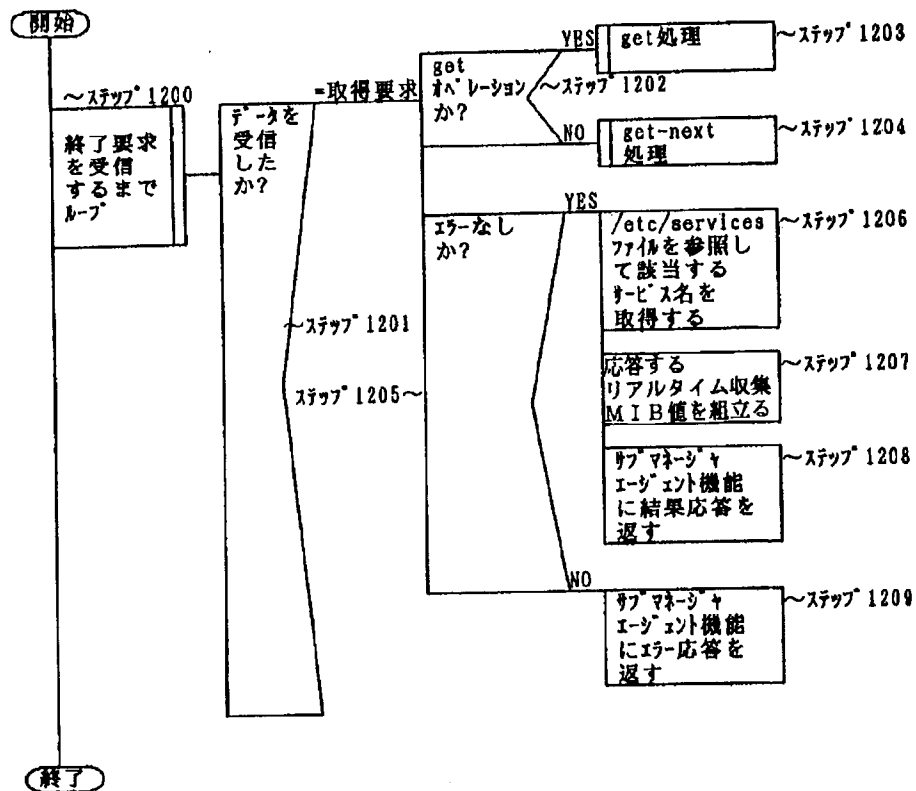 開始
～ステップ1200
終了要求
を受信
するまで
ループ
データを
受信
したか?
～ステップ1201
=取得要求
get
オペレーション
か?
～ステップ1202
YES
get処理
～ステップ1203
NO
get-next
処理
～ステップ1204
ステップ1205～
エラーなし
か?
YES
/etc/services
ファイルを参照し
て該当する
サービス名を
取得する
～ステップ1206
応答する
リアルタイム収集
MIB値を組立る
～ステップ1207
サブマネージャ
エージェント機能
に結果応答を
返す
～ステップ1208
NO
サブマネージャ
エージェント機能
にエラー応答を
返す
～ステップ1209
終了